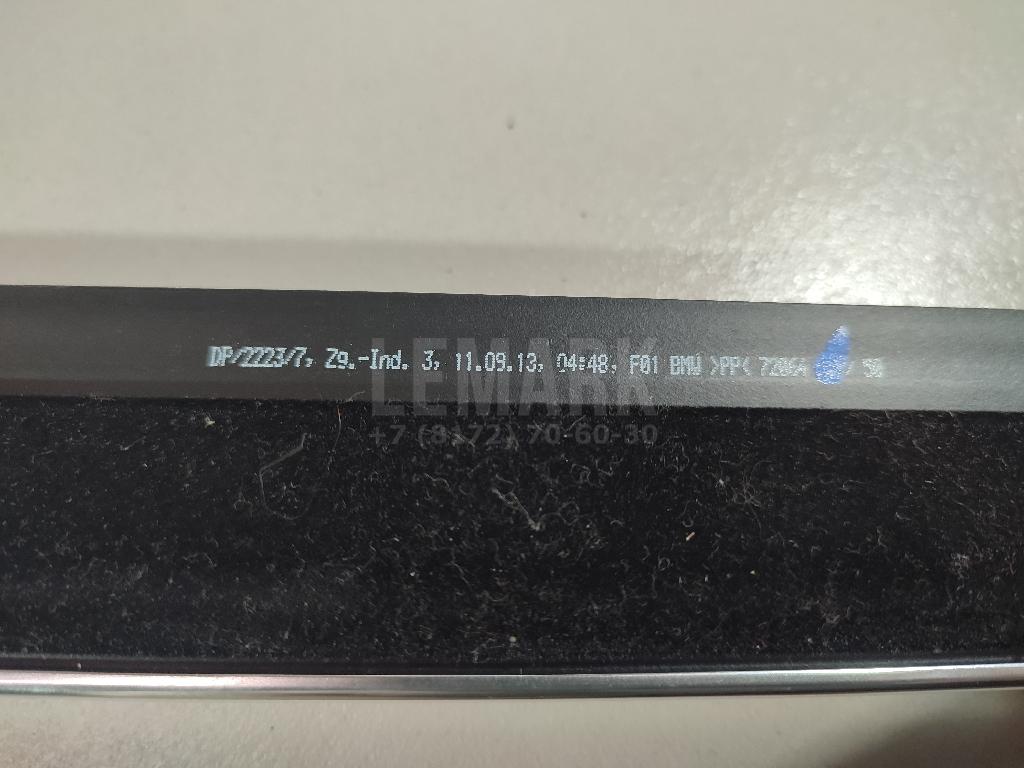 DP/2223/7, Zg.-Ind. 3, 11.09.13, 04:48, F01 BMW >PP<
LEMARK
+7 (8172) 70-60-30